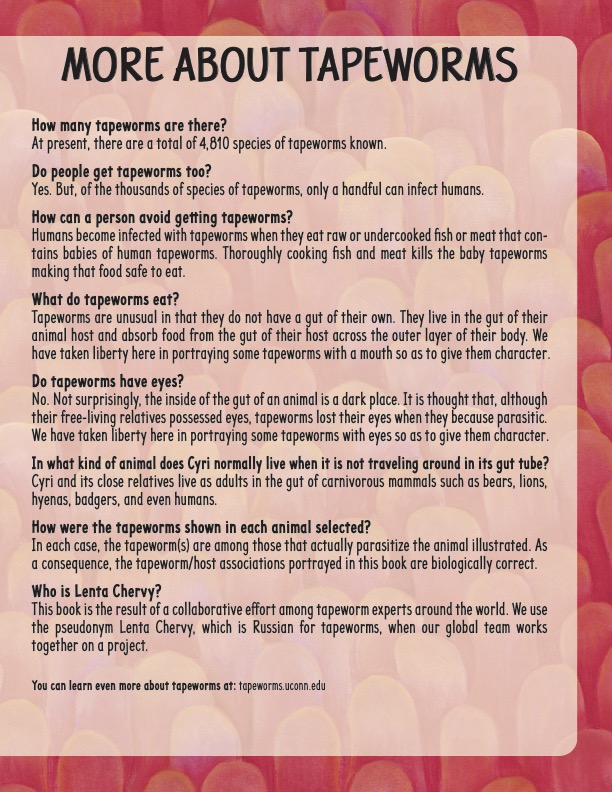 MORE ABOUT TAPEWORMS
How many tapeworms are there?
At present, there are a total of 4,810 species of tapeworms known.
Do people get tapeworms too?
Yes. But, of the thousands of species of tapeworms, only a handful can infect humans.
How can a person avoid getting tapeworms?
Humans become infected with tapeworms when they eat raw or undercooked fish or meat that con-
tains babies of human tapeworms. Thoroughly cooking fish and meat kills the baby tapeworms
making that food safe to eat.
What do tapeworms eat?
Tapeworms are unusual in that they do not have a gut of their own. They live in the gut of their
animal host and absorb food from the gut of their host across the outer layer of their body. We
have taken liberty here in portraying some tapeworms with a mouth so as to give them character.
Do tapeworms have eyes?
No. Not surprisingly, the inside of the gut of an animal is a dark place. It is thought that, although
their free-living relatives possessed eyes, tapeworms lost their eyes when they because parasitic.
We have taken liberty here in portraying some tapeworms with eyes so as to give them character.
In what kind of animal does Cyri normally live when it is not traveling around in its gut tube?
Cyri and its close relatives live as adults in the gut of carnivorous mammals such as bears, lions,
hyenas, badgers, and even humans.
How were the tapeworms shown in each animal selected?
In each case, the tapeworm(s) are among those that actually parasitize the animal illustrated. As
a consequence, the tapeworm/host associations portrayed in this book are biologically correct.
Who is Lenta Chervy?
This book is the result of a collaborative effort among tapeworm experts around the world. We use
the pseudonym Lenta Chervy, which is Russian for tapeworms, when our global team works
together on a project.
You can learn even more about tapeworms at: tapeworms.uconn.edu